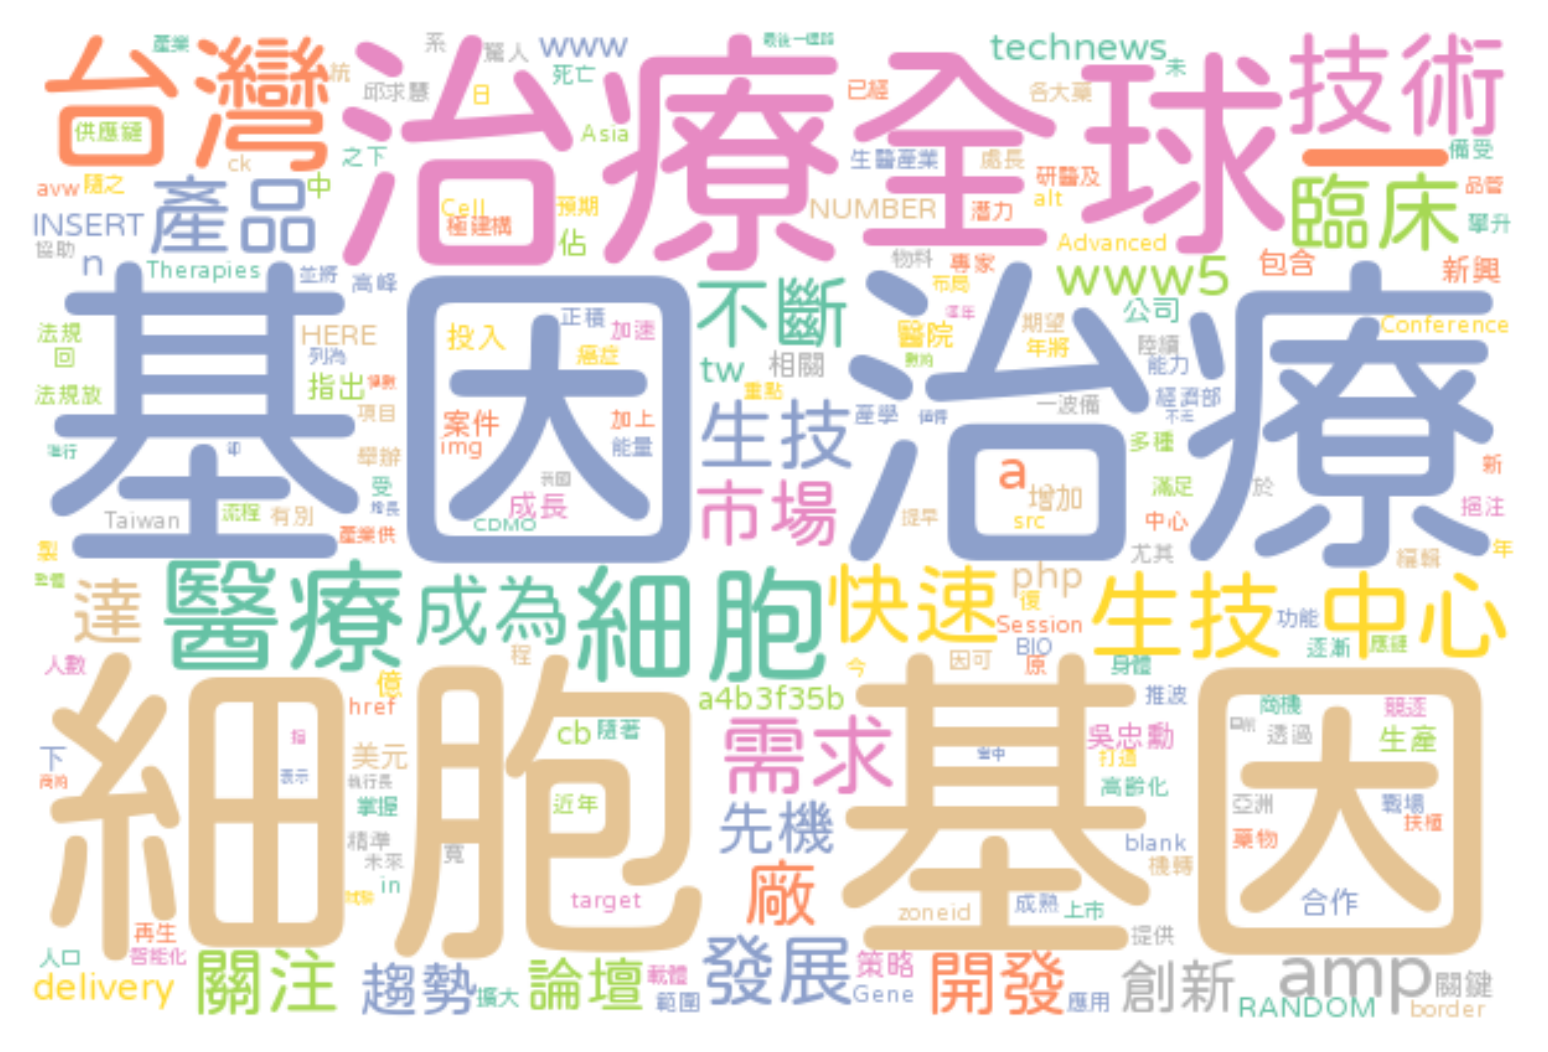 台灣
治療
全球
技術
一
產業
系
驚人
www
最後一哩路
technews
未
統
邱求慧
日
死亡
已經
各大藥
供應鏈
ck
之下
Asia
生醫產業
處長
備受
avw
隨之
中
Cell
預期
研醫及
alt
品管
INSERT
產品
極建構
佔
NUMBER
潛力
臨床
攀升
協助
n
Therapies
並將
高峰
Advanced
物料
專家
包含
新興
基因治療
不斷
布局
www5
公司
法規
回
HERE
列為
投入
正積
加速
癌症
醫院
期望
年將
陸續
能力
Conference
法規放
指出
tw
相關
重點
項目
案件
img
加上
能量
生技
產學
一波備
經濟部
多種
舉辦
受
a
增加
新
滿足
於
成長
CDMO
市場
提早
src
中心
挹注
Taiwan
流程
有別
產業供
尤其
編輯
年
製
達
醫療
成為
細胞
快速
php
復
Session
生技中心
功能
BIO
逐漸
應鏈
人數
程
今
因可
原
身體
細胞基因
億
href
a4b3f35b
推波
商機
競逐
cb
隨著
需求
吳忠勳
打造
透過
生產
下
美元
執行長
表示
掌握
近年
高齡化
亞洲
戰場
扶植
先機
藥物
精準
未來
寬
blank
機轉
in
target
廠
zoneid
成熟
上市
合作
再生
智能化
提供
人口
delivery
關注
趨勢
擴大
論壇
載體
範圍
發展
策略
Gene
開發
應用
創新
amp
關鍵
RANDOM
border